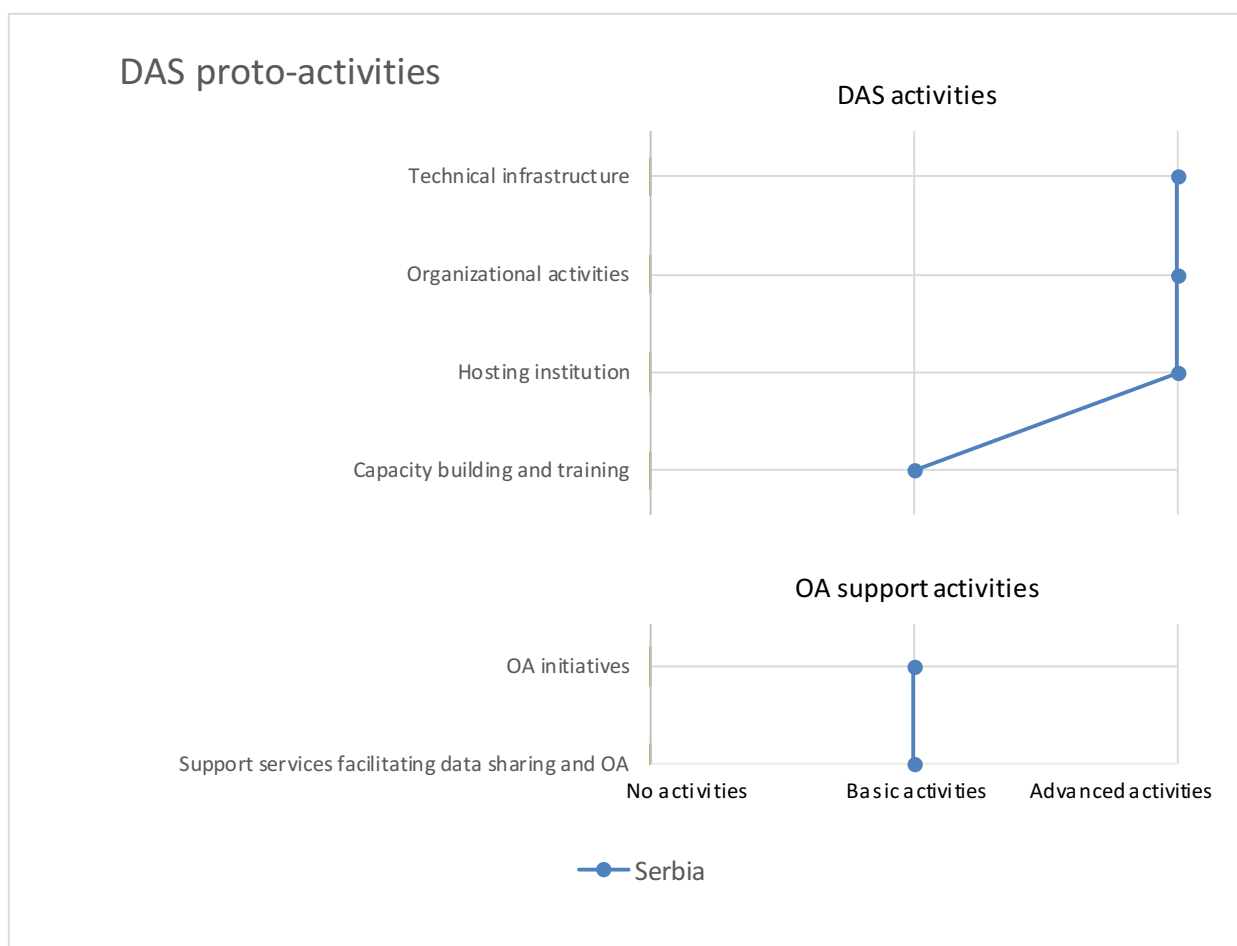 DAS proto-activities
DAS activities
Technical infrastructure
Organizational activities
Hosting institution
Capacity building and training
OA support activities
OA initiatives
Support services facilitating data sharing and OA
No activities Basic activities Advanced activities
Serbia